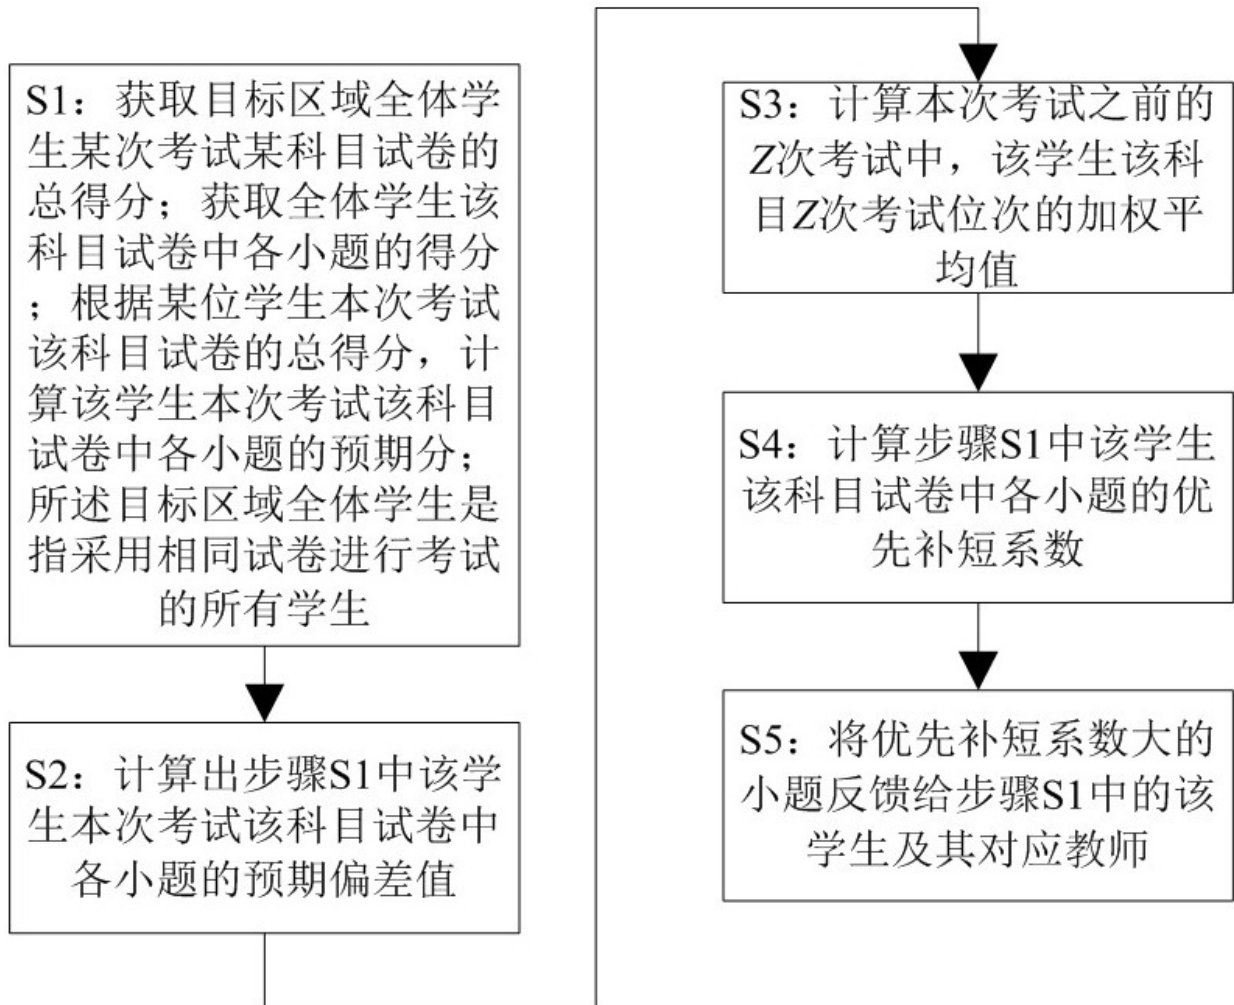 S1：获取目标区域全体学
生某次考试某科目试卷的
总得分；获取全体学生该
科目试卷中各小题的得分
；根据某位学生本次考试
该科目试卷的总得分，计
算该学生本次考试该科目
试卷中各小题的预期分；
所述目标区域全体学生是
指采用相同试卷进行考试
的所有学生
S2：计算出步骤S1中该学
生本次考试该科目试卷中
各小题的预期偏差值
S3：计算本次考试之前的
Z次考试中，该学生该科
目Z次考试位次的加权平
均值
S4：计算步骤S1中该学生
该科目试卷中各小题的优
先补短系数
S5：将优先补短系数大的
小题反馈给步骤S1中的该
学生及其对应教师